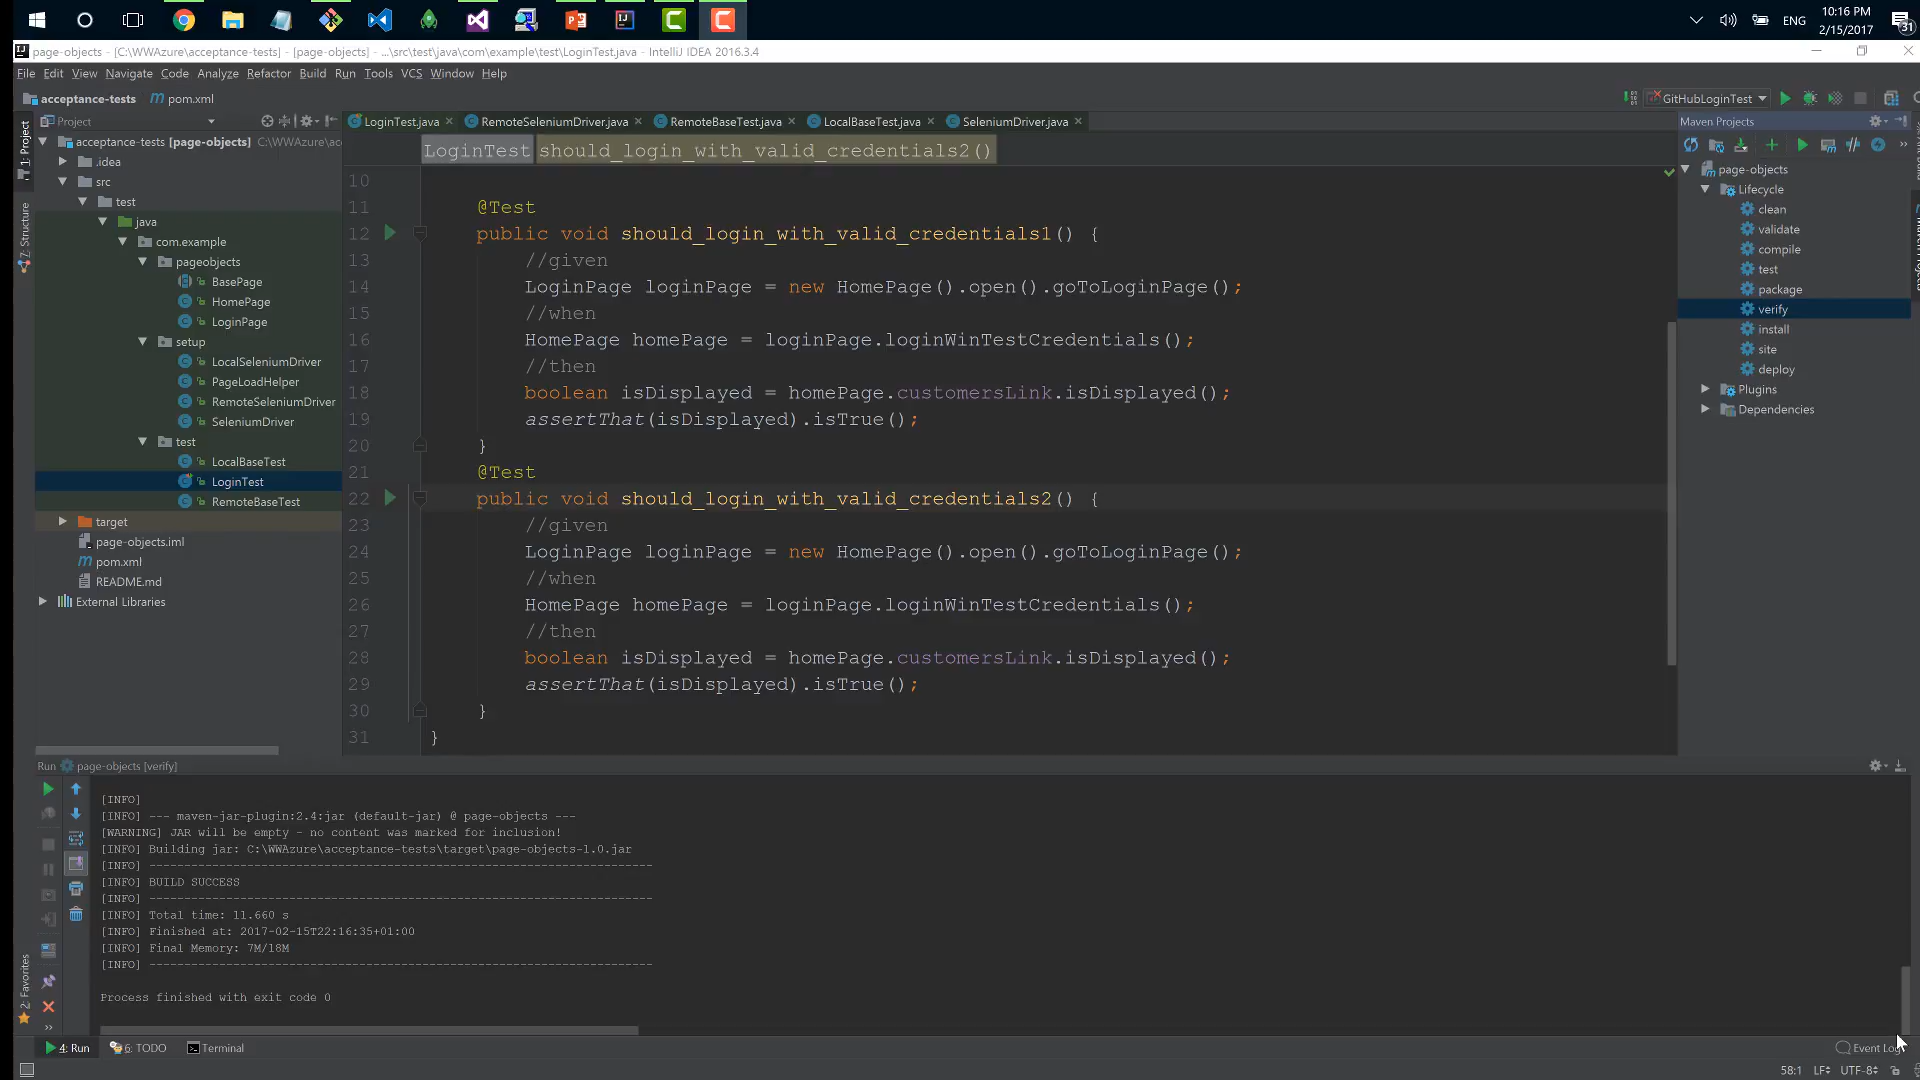 10:16 PM
ENG
2/15/2017
31
page-objects - [C:\WWAzure\acceptance-tests] - [page-objects] - ...\src\test\java\com\example\test\LoginTest.java - IntelliJ IDEA 2016.3.4
File Edit View Navigate Code Analyze Refactor Build Run Tools VCS Window Help
acceptance-tests pom.xml
GitHubLoginTest
Project
LoginTest.java RemoteSeleniumDriver.java RemoteBaseTest.java LocalBaseTest.java SeleniumDriver.java
Maven Projects
1: Project
Z: Structure
2: Favorites
acceptance-tests [page-objects] C:\WWAzure\ac
.idea
src
test
java
com.example
pageobjects
BasePage
HomePage
LoginPage
setup
LocalSeleniumDriver
PageLoadHelper
RemoteSeleniumDriver
SeleniumDriver
test
LocalBaseTest
LoginTest
RemoteBaseTest
target
page-objects.iml
pom.xml
README.md
External Libraries
LoginTest should_login_with_valid_credentials2()
10
11 @Test
12 public void should_login_with_valid_credentials1() {
13 //given
14 LoginPage loginPage = new HomePage().open().goToLoginPage();
15 //when
16 HomePage homePage = loginPage.loginWinTestCredentials();
17 //then
18 boolean isDisplayed = homePage.customersLink.isDisplayed();
19 assertThat(isDisplayed).isTrue();
20 }
21 @Test
22 public void should_login_with_valid_credentials2() {
23 //given
24 LoginPage loginPage = new HomePage().open().goToLoginPage();
25 //when
26 HomePage homePage = loginPage.loginWinTestCredentials();
27 //then
28 boolean isDisplayed = homePage.customersLink.isDisplayed();
29 assertThat(isDisplayed).isTrue();
30 }
31 }
page-objects
Lifecycle
clean
validate
compile
test
package
verify
install
site
deploy
Plugins
Dependencies
Run page-objects [verify]
[INFO]
[INFO] --- maven-jar-plugin:2.4:jar (default-jar) @ page-objects ---
[WARNING] JAR will be empty - no content was marked for inclusion!
[INFO] Building jar: C:\WWAzure\acceptance-tests\target\page-objects-1.0.jar
[INFO] ------------------------------------------------------------------------
[INFO] BUILD SUCCESS
[INFO] ------------------------------------------------------------------------
[INFO] Total time: 11.660 s
[INFO] Finished at: 2017-02-15T22:16:35+01:00
[INFO] Final Memory: 7M/18M
[INFO] ------------------------------------------------------------------------
Process finished with exit code 0
4: Run 6: TODO Terminal
Event Log
58:1 LF UTF-8